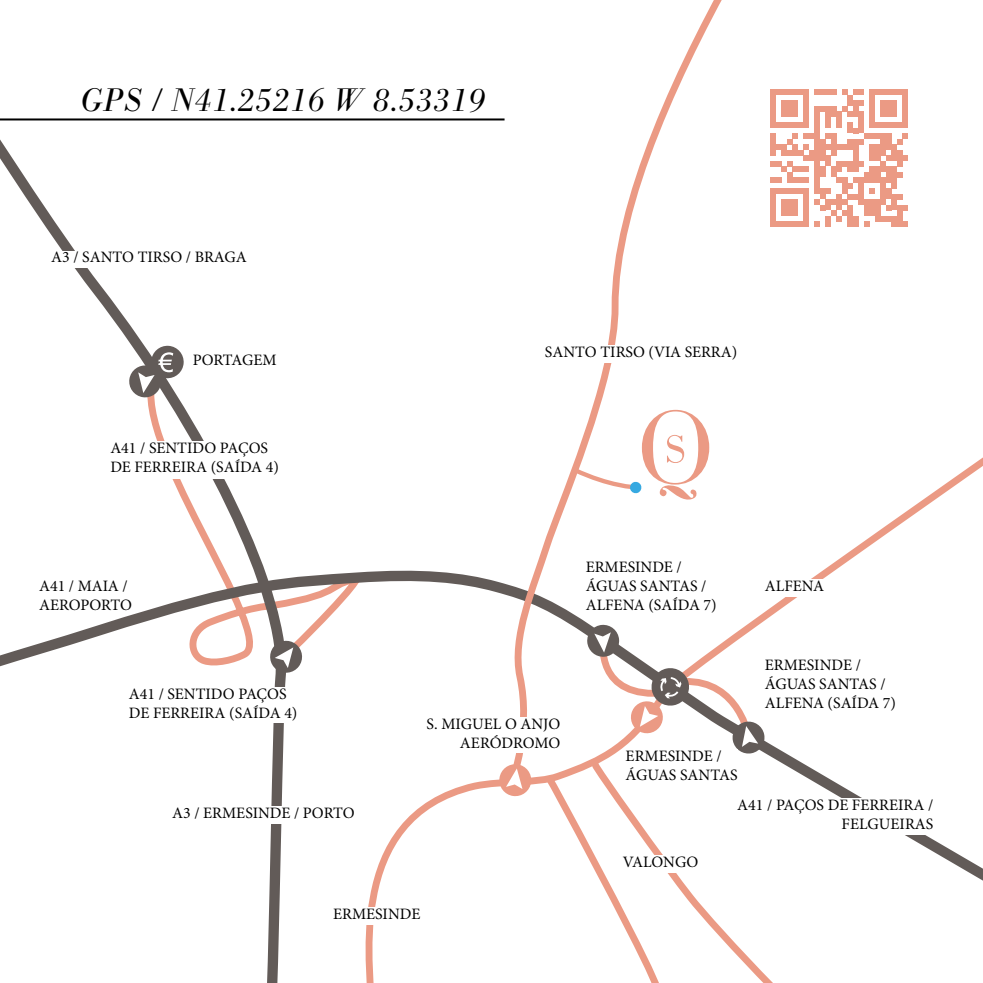 GPS / N41.25216 W 8.53319
A3 / SANTO TIRSO / BRAGA
€ PORTAGEM
SANTO TIRSO (VIA SERRA)
QS
A41 / SENTIDO PAÇOS
DE FERREIRA (SAÍDA 4)
A41 / MAIA /
AEROPORTO
ERMESINDE /
ÁGUAS SANTAS /
ALFENA (SAÍDA 7)
ALFENA
ERMESINDE /
ÁGUAS SANTAS /
ALFENA (SAÍDA 7)
A41 / SENTIDO PAÇOS
DE FERREIRA (SAÍDA 4)
S. MIGUEL O ANJO
AERÓDROMO
ERMESINDE /
ÁGUAS SANTAS
A3 / ERMESINDE / PORTO
A41 / PAÇOS DE FERREIRA /
FELGUEIRAS
VALONGO
ERMESINDE